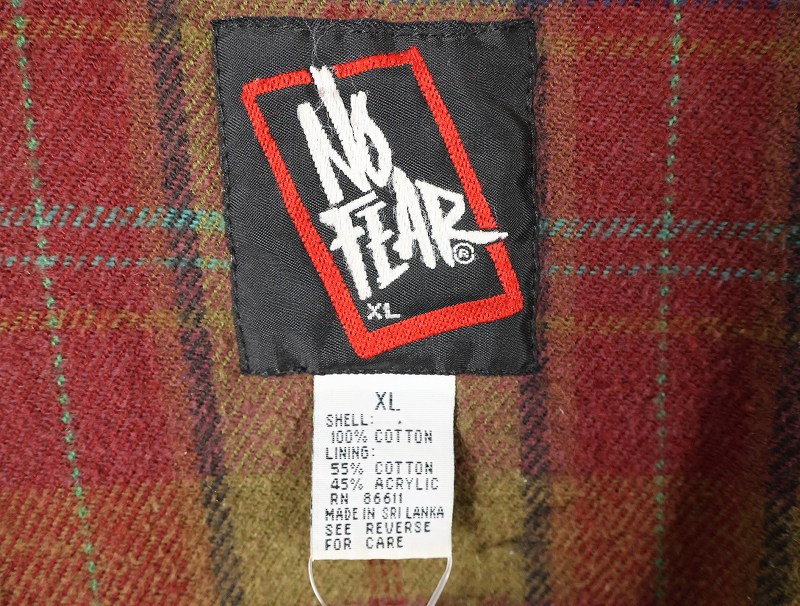 NO
FEAR®
XL
XL
SHELL:
100% COTTON
LINING:
55% COTTON
45% ACRYLIC
RN 86611
MADE IN SRI LANKA
SEE REVERSE
FOR CARE